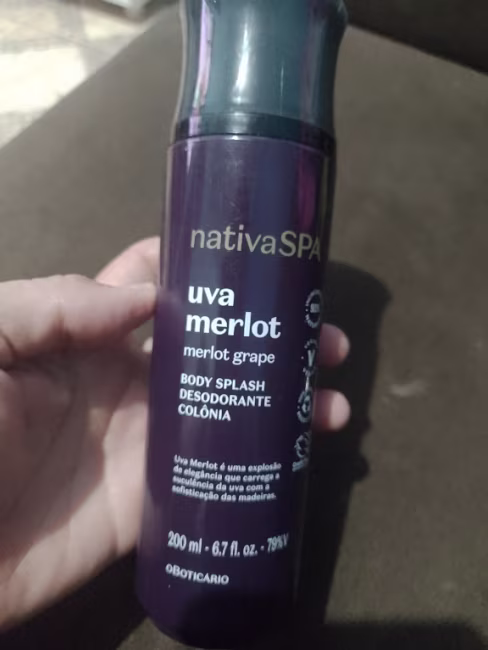 nativaSPA
uva
merlot
merlot grape
BODY SPLASH
DESODORANTE
COLÔNIA
Uva Merlot é uma explosão
de elegância que carrega a
suculência da uva com a
sofisticação das madeiras.
200 ml - 6.7 fl. oz. - 79%V
OBOTICARIO